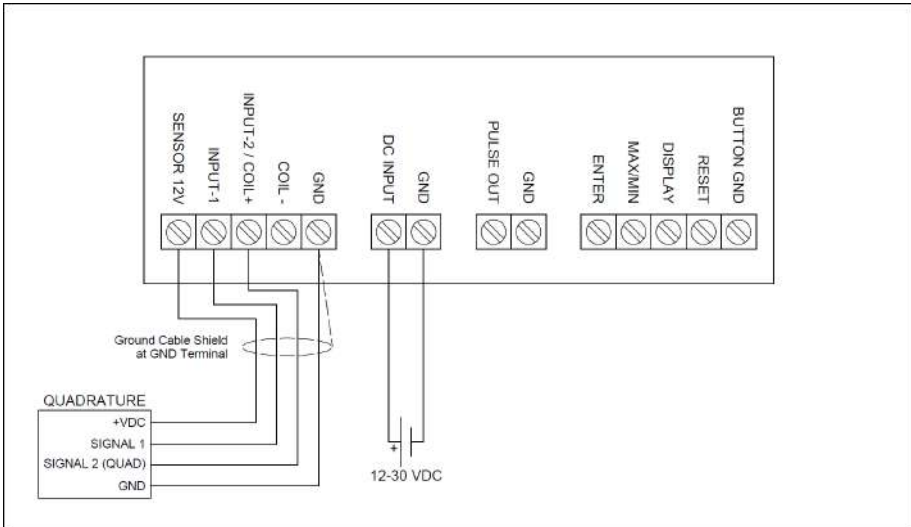 SENSOR 12V
INPUT-1
INPUT-2 / COIL+
COIL -
GND
DC INPUT
GND
PULSE OUT
GND
ENTER
MAX/MIN
DISPLAY
RESET
BUTTON GND
Ground Cable Shield
at GND Terminal
QUADRATURE
+VDC
SIGNAL 1
SIGNAL 2 (QUAD)
GND
+
12-30 VDC